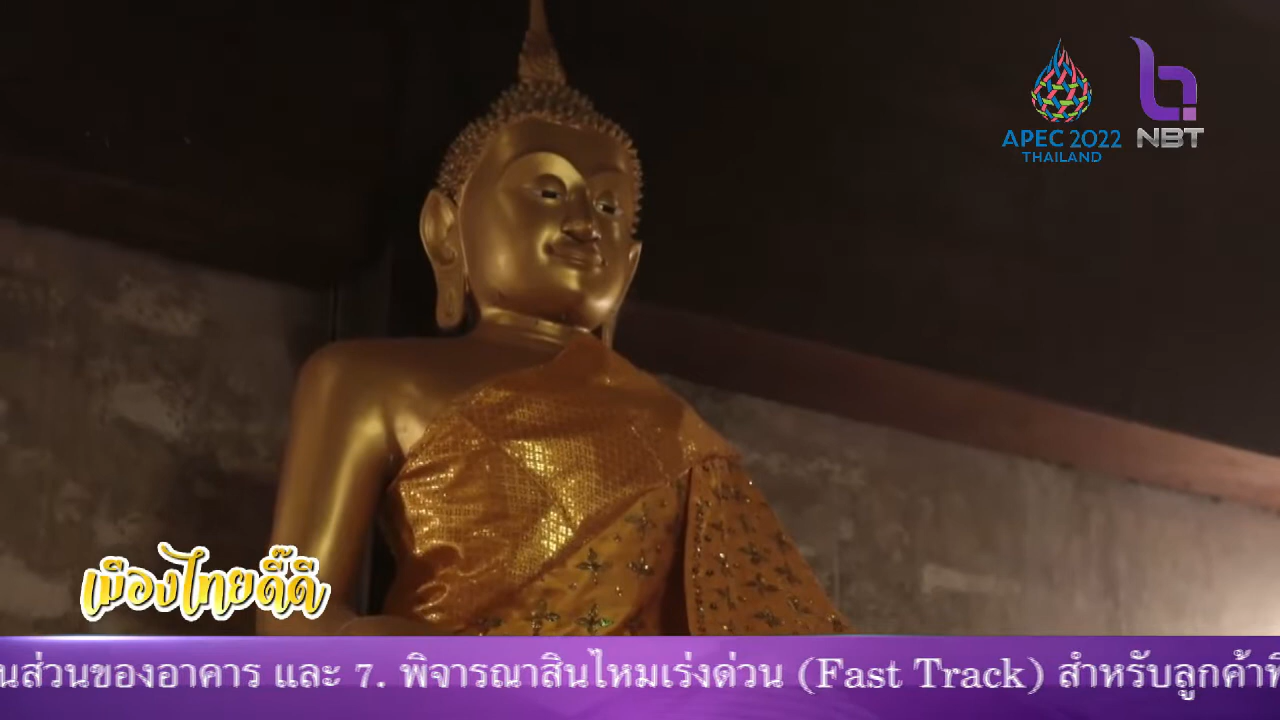 APEC 2022
THAILAND
NBT
เมืองไทยดี๊ดี
ส่วนของอาคาร และ 7. พิจารณาสินไหมเร่งด่วน (Fast Track) สำหรับลูกค้า